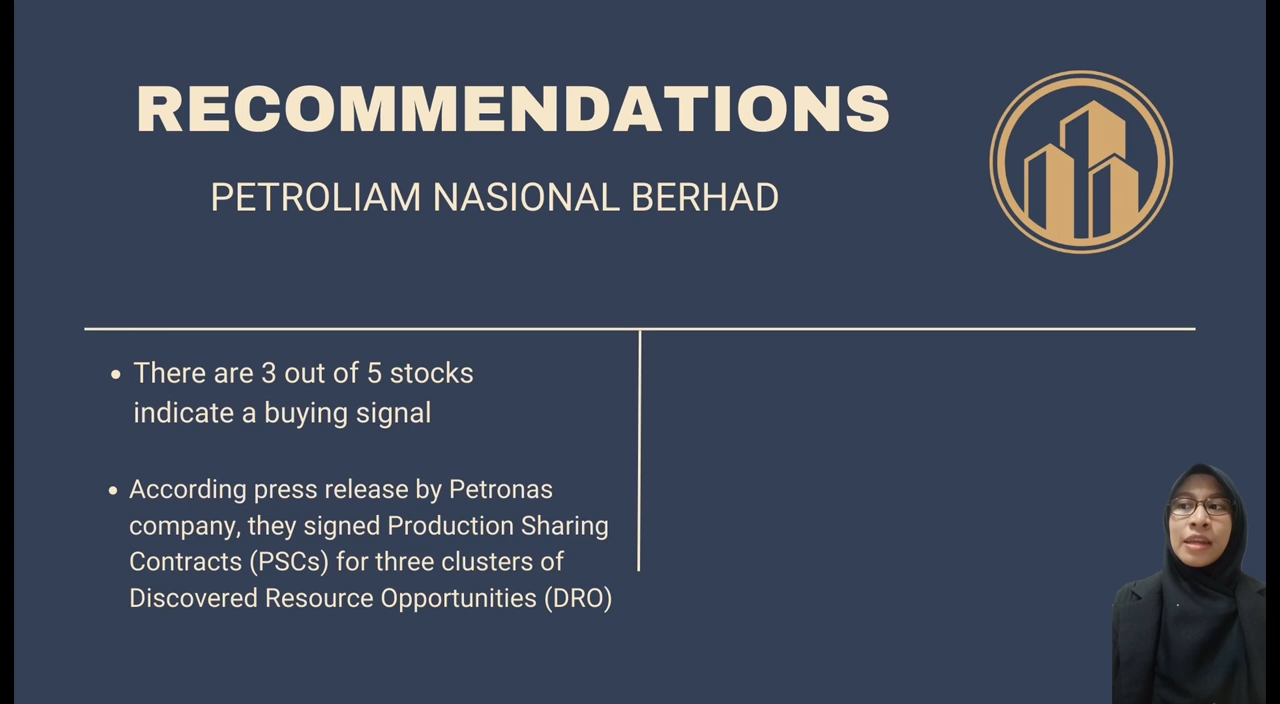 RECOMMENDATIONS
PETROLIAM NASIONAL BERHAD
• There are 3 out of 5 stocks
indicate a buying signal
• According press release by Petronas
company, they signed Production Sharing
Contracts (PSCs) for three clusters of
Discovered Resource Opportunities (DRO)